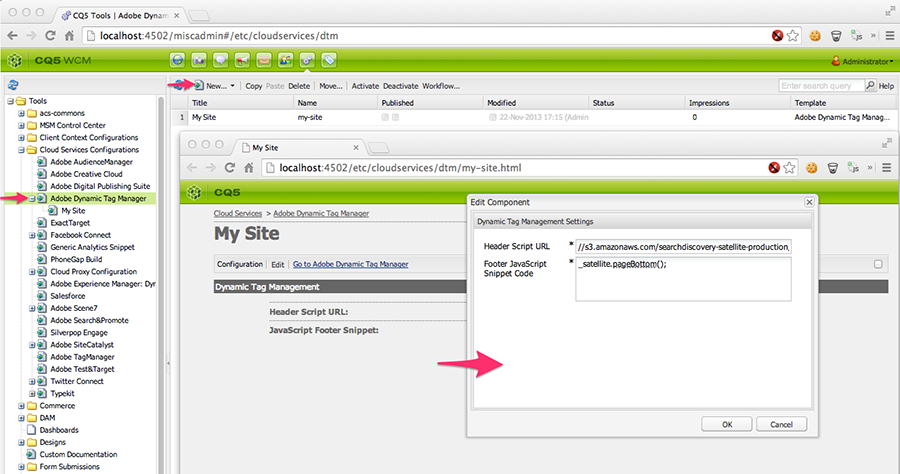 CQ5 Tools | Adobe Dynam
localhost:4502/miscadmin#/etc/cloudservices/dtm
CQ5 WCM
Administrator
New...
Copy
Paste
Delete
Move...
Activate
Deactivate
Workflow...
Enter search query
Help
Title
Name
Published
Modified
Status
Impressions
Template
1
My Site
my-site
22-Nov-2013 17:15 (Admin
0
Adobe Dynamic Tag Manag...
Tools
acs-commons
MSM Control Center
Client Context Configurations
Cloud Services Configurations
Adobe AudienceManager
Adobe Creative Cloud
Adobe Digital Publishing Suite
Adobe Dynamic Tag Manager
My Site
ExactTarget
Facebook Connect
Generic Analytics Snippet
PhoneGap Build
Cloud Proxy Configuration
Adobe Experience Manager: Dyr
Salesforce
Adobe Scene7
Adobe Search&Promote
Silverpop Engage
Adobe SiteCatalyst
Adobe TagManager
Adobe Test&Target
Twitter Connect
Typekit
Commerce
DAM
Dashboards
Designs
Custom Documentation
Form Submissions
My Site
localhost:4502/etc/cloudservices/dtm/my-site.html
CQ5
Cloud Services > Adobe Dynamic Tag Manager
My Site
Configuration
Edit
Go to Adobe Dynamic Tag Manager
Dynamic Tag Management
Header Script URL:
JavaScript Footer Snippet:
Edit Component
Dynamic Tag Management Settings
Header Script URL
* //s3.amazonaws.com/searchdiscovery-satellite-production
Footer JavaScript
Snippet Code
* _satellite.pageBottom();
OK
Cancel